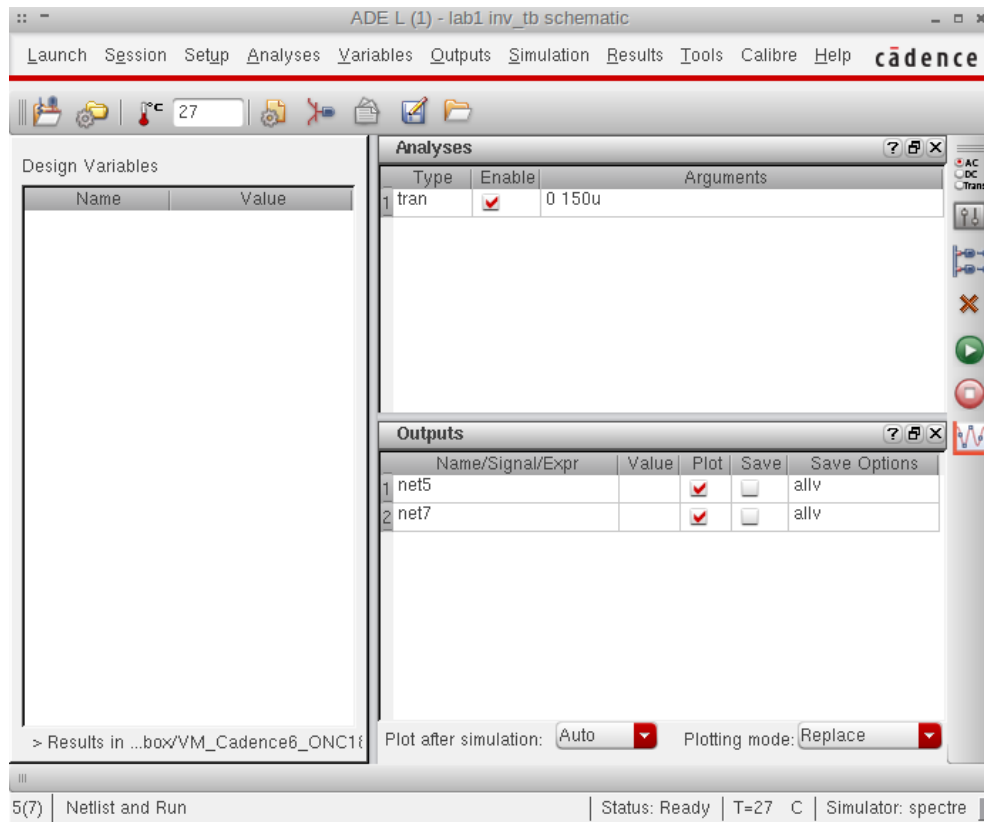 ADE L (1) - lab1 inv_tb schematic
Launch Session Setup Analyses Variables Outputs Simulation Results Tools Calibre Help cādence
°C 27
Design Variables
Name Value
> Results in ...box/VM_Cadence6_ONC18
Analyses
Type Enable Arguments
1 tran 0 150u
Outputs
Name/Signal/Expr Value Plot Save Save Options
1 net5 allv
2 net7 allv
Plot after simulation: Auto Plotting mode: Replace
AC
DC
Trans
5(7) Netlist and Run Status: Ready T=27 C Simulator: spectre